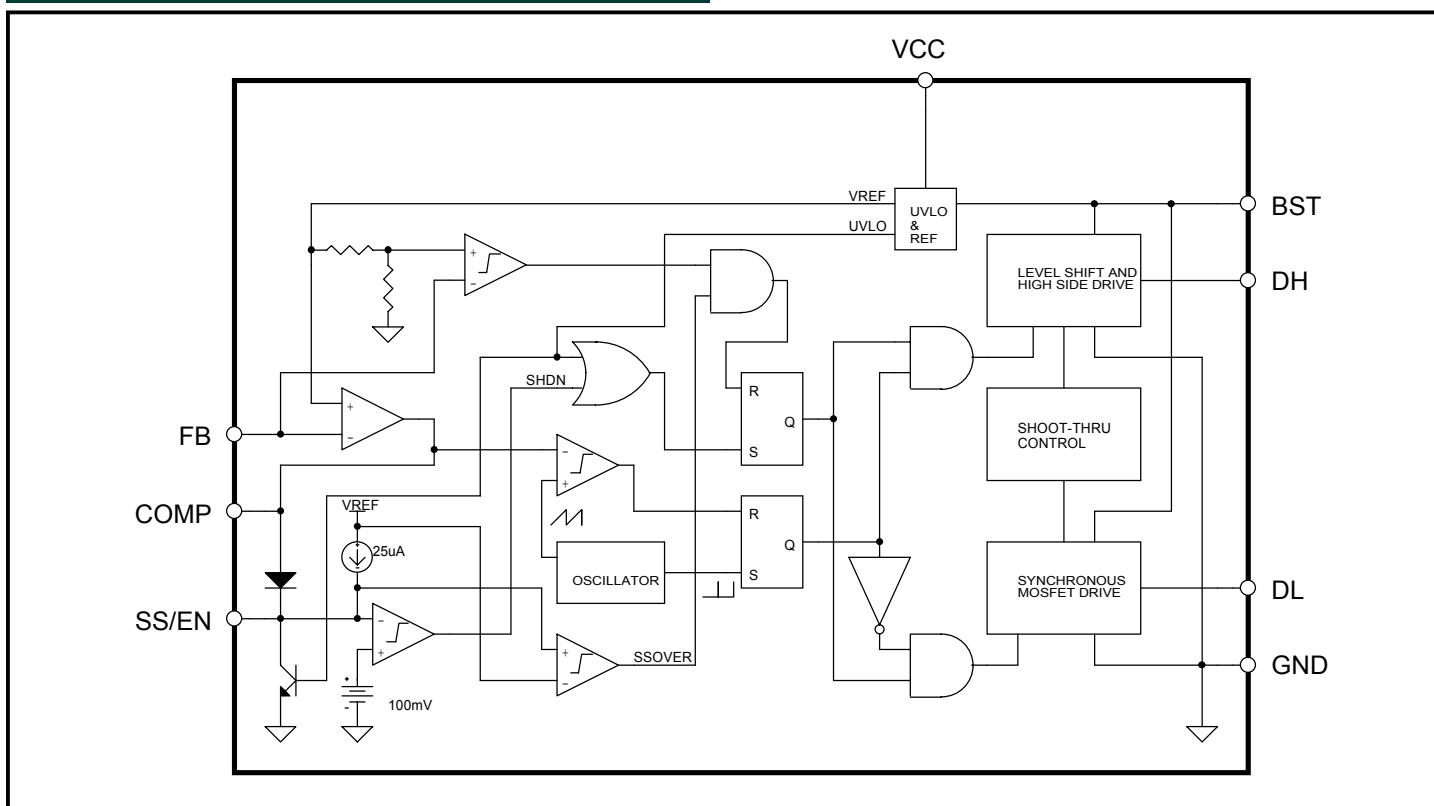 VCC
VREF
UVLO
UVLO
&
REF
BST
+
-
LEVEL SHIFT AND
HIGH SIDE DRIVE
DH
SHDN
R
Q
S
+
-
FB
SHOOT-THRU
CONTROL
-
+
COMP
VREF
+
-
25uA
R
Q
S
OSCILLATOR
SYNCHRONOUS
MOSFET DRIVE
DL
SS/EN
-
+
+
-
SSOVER
GND
+
-
100mV